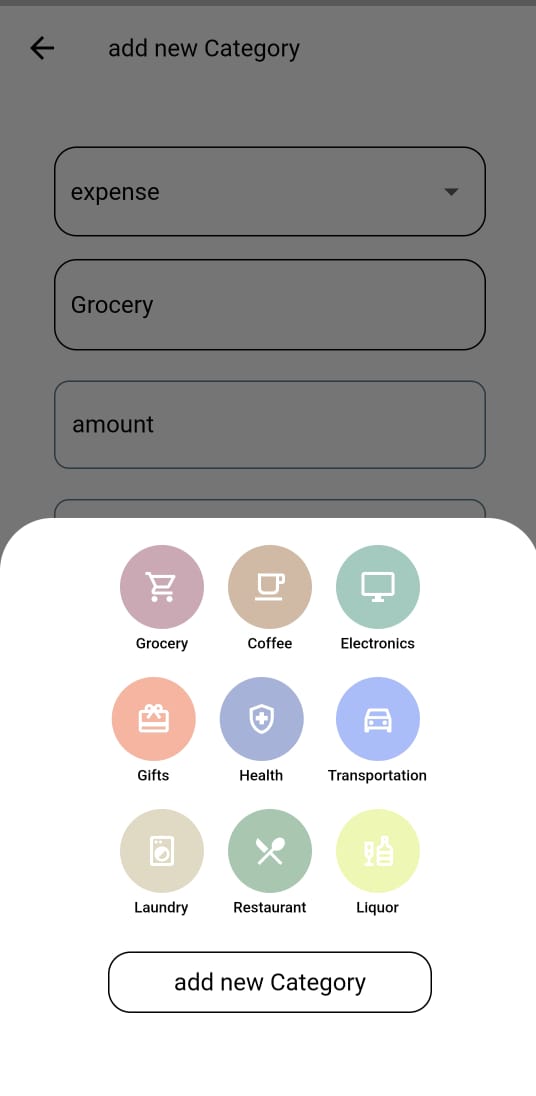 add new Category
expense
Grocery
amount
Grocery Coffee Electronics
Gifts Health Transportation
Laundry Restaurant Liquor
add new Category